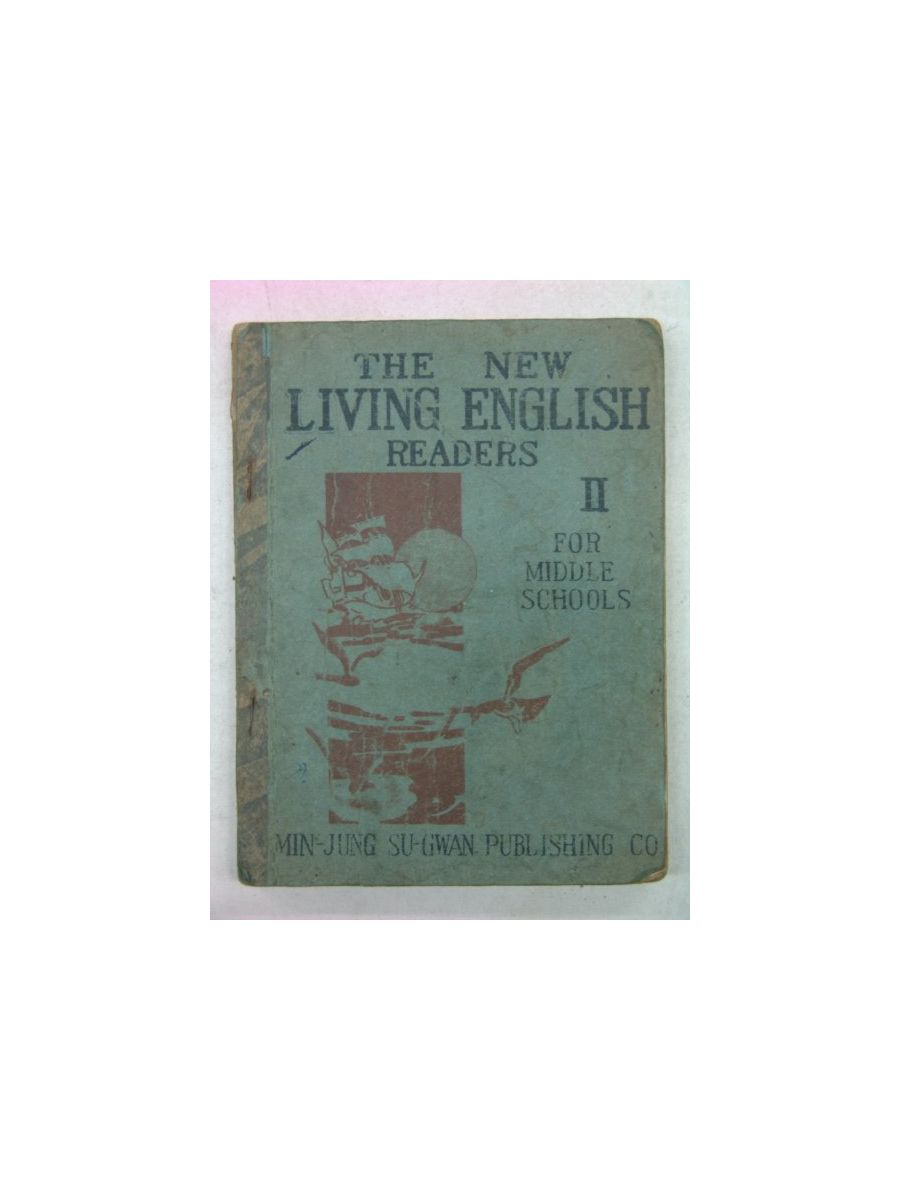 THE NEW
LIVING ENGLISH
READERS
II
FOR
MIDDLE
SCHOOLS
MIN-JUNG SU-GWAN PUBLISHING CO